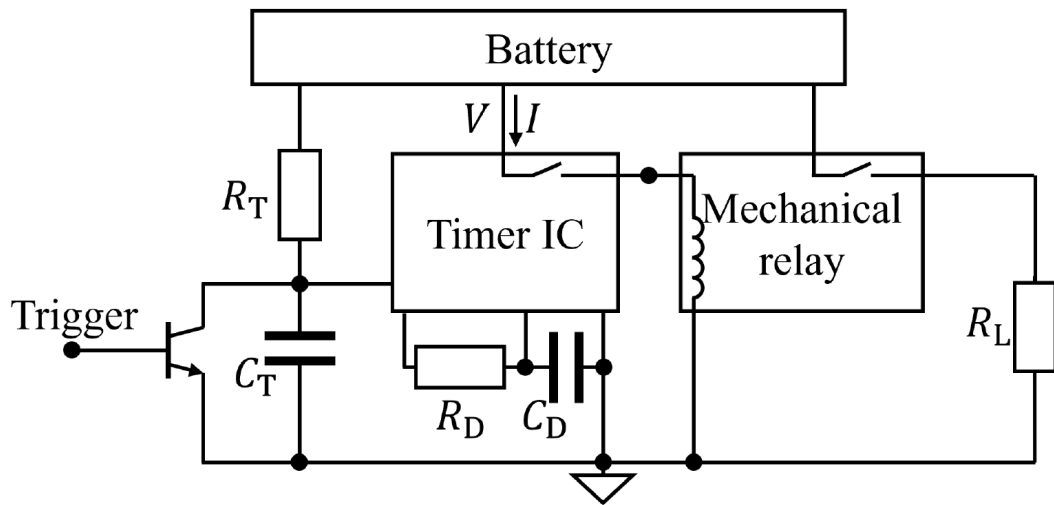 Battery
V I
R_T
Timer IC
Mechanical
relay
Trigger
C_T
R_D
C_D
R_L